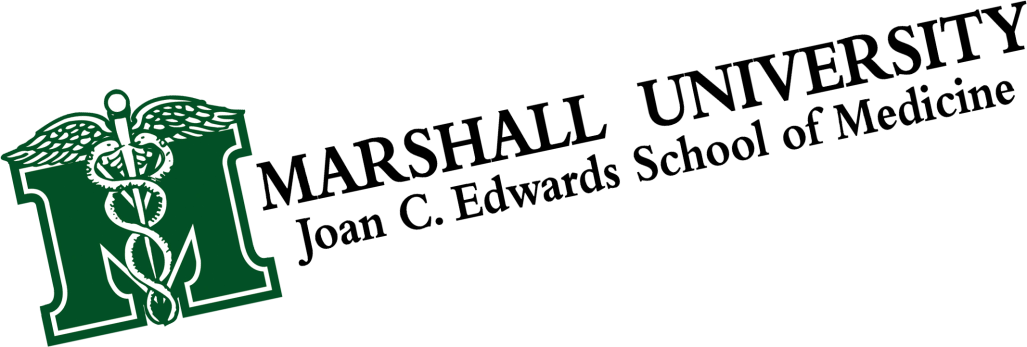 MARSHALL UNIVERSITY
Joan C. Edwards School of Medicine
M